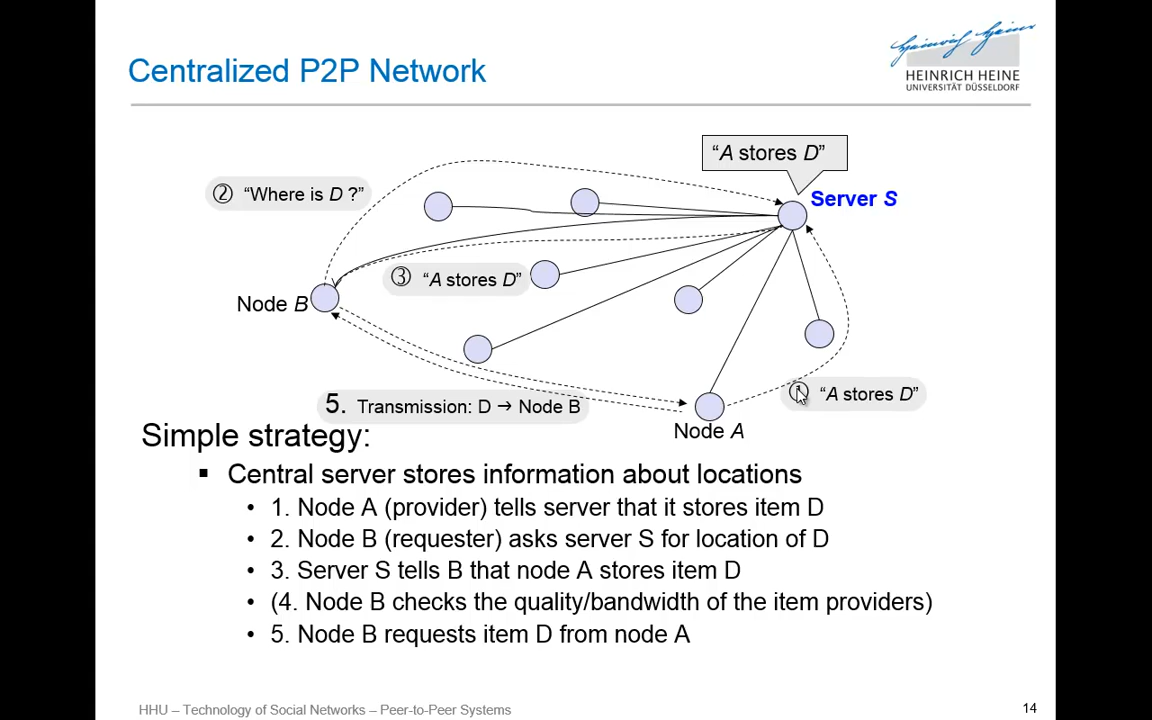 Centralized P2P Network
Heinrich Heine
HEINRICH HEINE
UNIVERSITÄT DÜSSELDORF
“A stores D”
② “Where is D ?”
Server S
③ “A stores D”
Node B
① “A stores D”
5. Transmission: D → Node B
Node A
Simple strategy:
▪ Central server stores information about locations
• 1. Node A (provider) tells server that it stores item D
• 2. Node B (requester) asks server S for location of D
• 3. Server S tells B that node A stores item D
• (4. Node B checks the quality/bandwidth of the item providers)
• 5. Node B requests item D from node A
HHU – Technology of Social Networks – Peer-to-Peer Systems
14